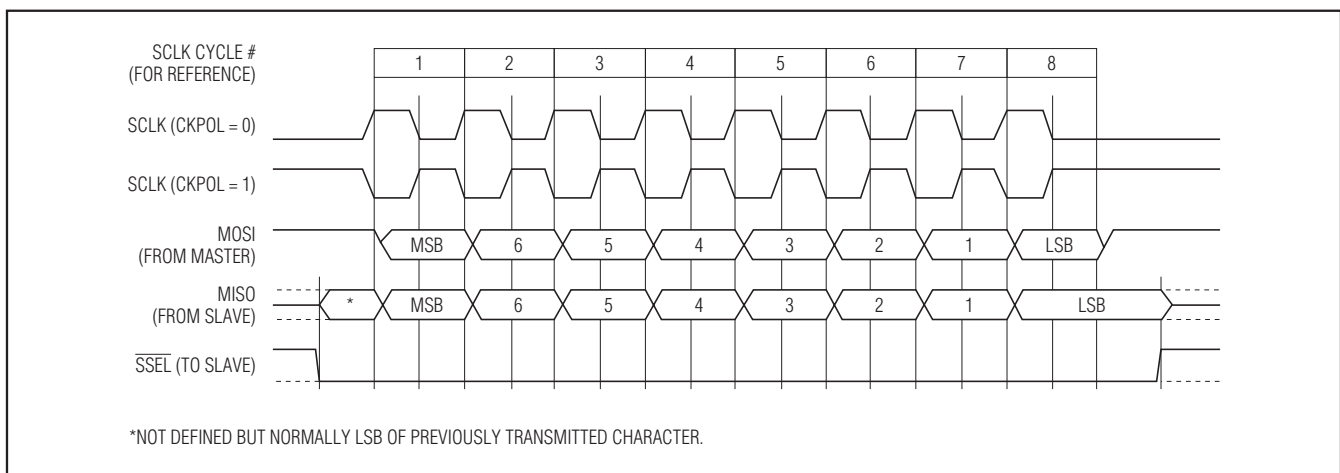 SCLK CYCLE #
(FOR REFERENCE)
1 2 3 4 5 6 7 8
SCLK (CKPOL = 0)
SCLK (CKPOL = 1)
MOSI
(FROM MASTER)
MSB 6 5 4 3 2 1 LSB
MISO
(FROM SLAVE)
* MSB 6 5 4 3 2 1 LSB
SSEL (TO SLAVE)
*NOT DEFINED BUT NORMALLY LSB OF PREVIOUSLY TRANSMITTED CHARACTER.